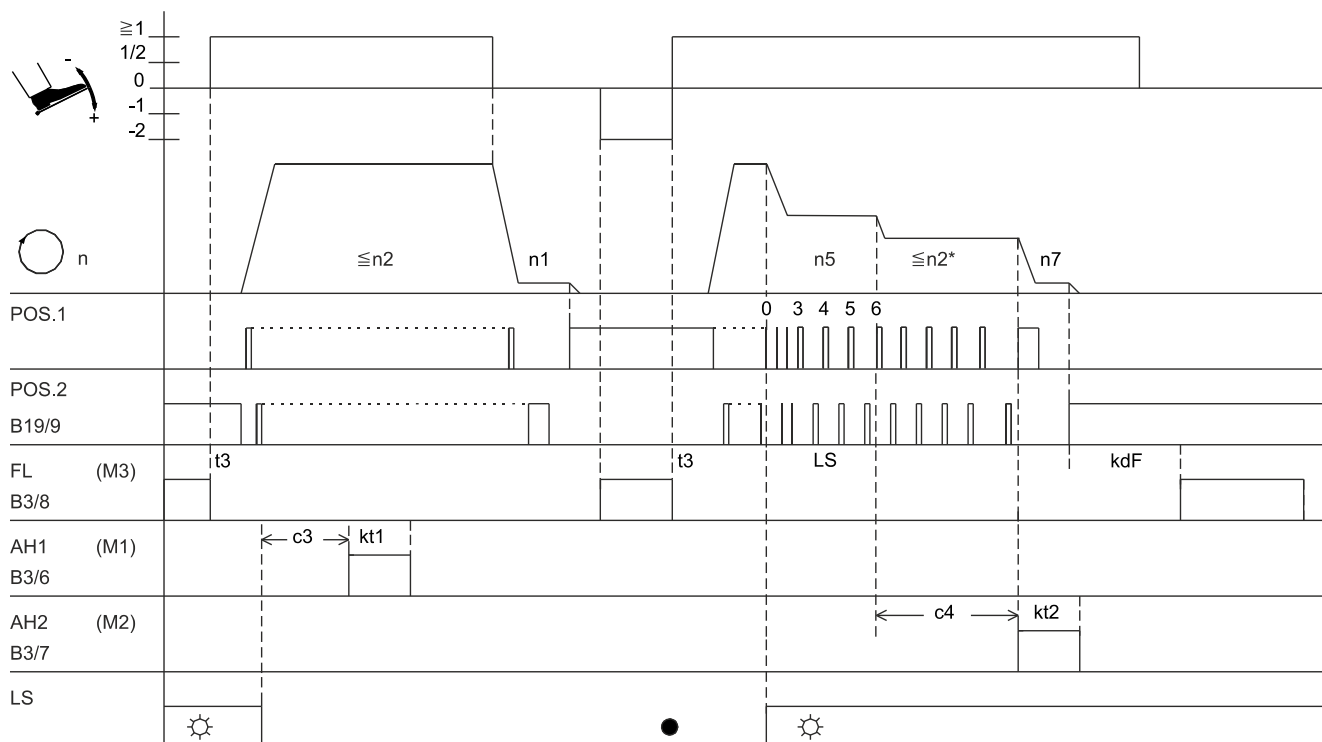 ≧1
1/2
0
-1
-2
-
+
n
≦n2
n1
n5
≦n2*
n7
POS.1
0 3 4 5 6
POS.2
B19/9
FL (M3)
B3/8
t3
t3
LS
kdF
AH1 (M1)
B3/6
c3
kt1
AH2 (M2)
B3/7
c4
kt2
LS